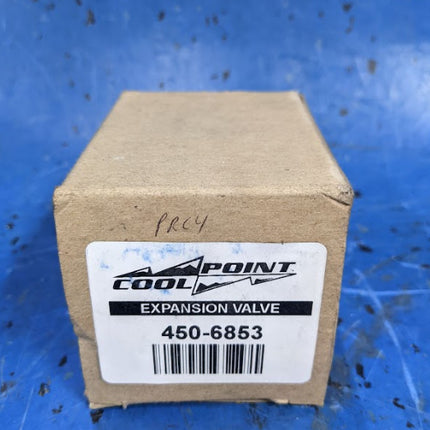 PRC4
COOL POINT
EXPANSION VALVE
450-6853